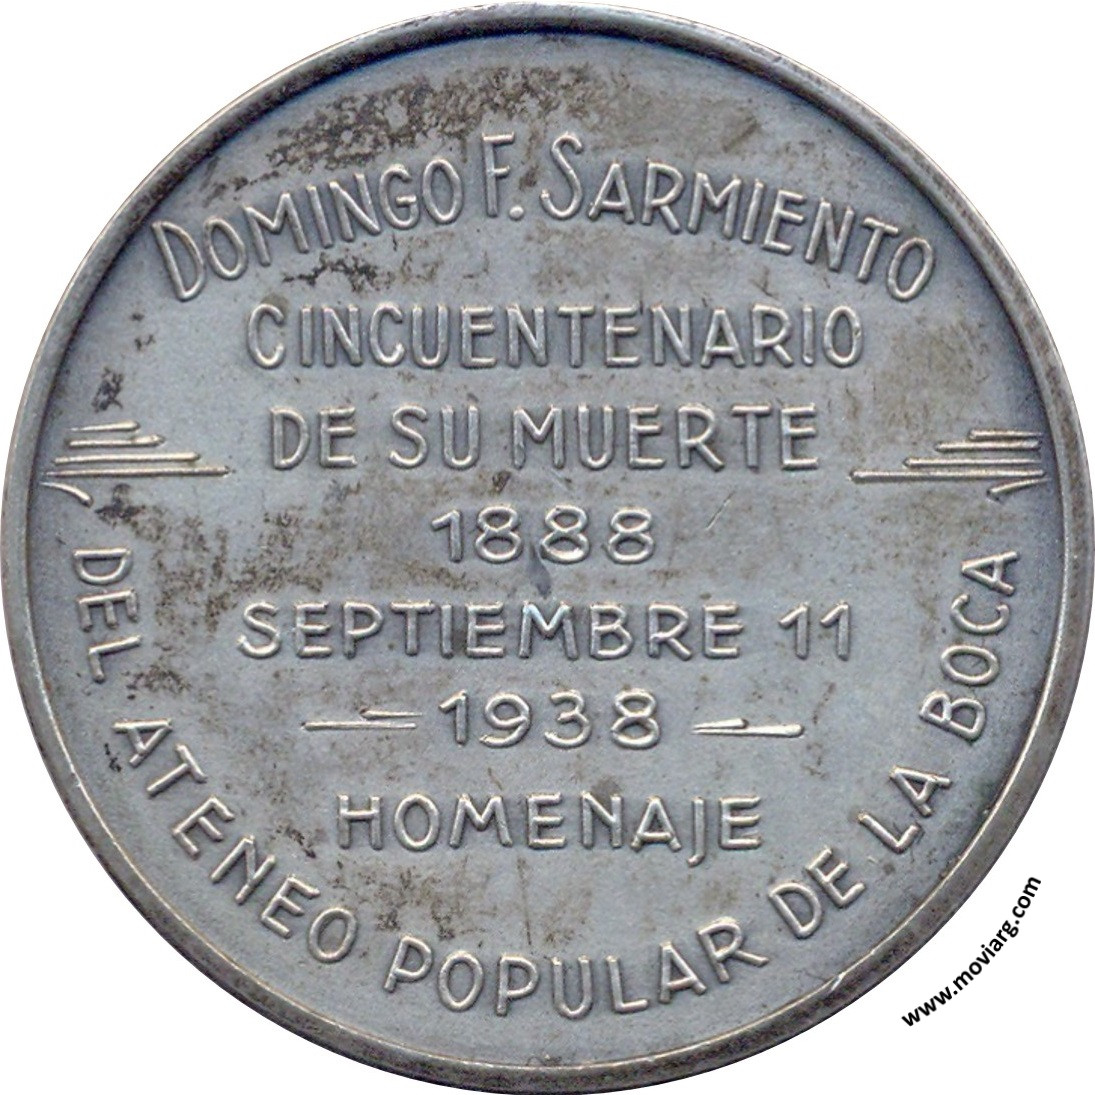 DOMINGO F. SARMIENTO
CINCUENTENARIO
DE SU MUERTE
1888
SEPTIEMBRE 11
1938
HOMENAJE
DEL ATENEO POPULAR DE LA BOCA
www.moviarg.com